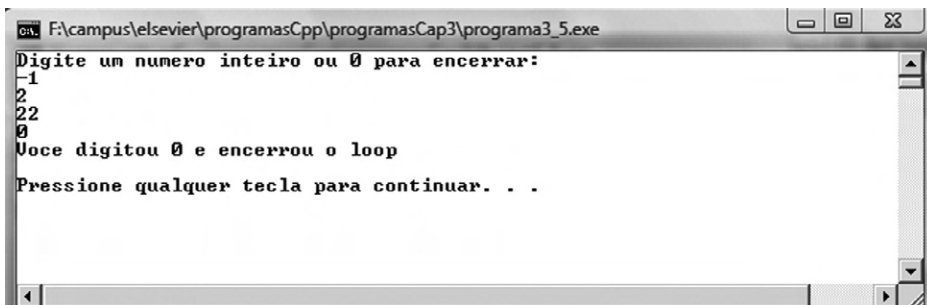 F:\campus\elsevier\programasCpp\programasCap3\programa3_5.exe
Digite um numero inteiro ou 0 para encerrar:
-1
2
22
0
Voce digitou 0 e encerrou o loop
Pressione qualquer tecla para continuar. . .